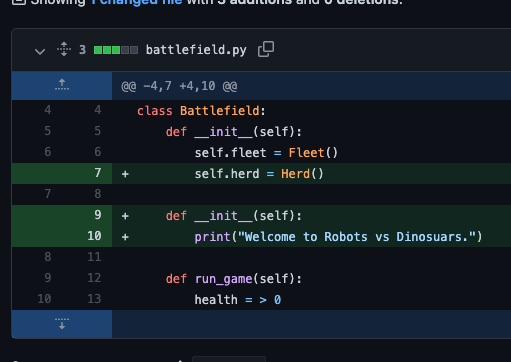 Showing 1 changed file with 3 additions and 0 deletions.
3 battlefield.py
@@ -4,7 +4,10 @@
4 4 class Battlefield:
5 5 def __init__(self):
6 6 self.fleet = Fleet()
7 + self.herd = Herd()
7 8
9 + def __init__(self):
10 + print("Welcome to Robots vs Dinosuars.")
8 11
9 12 def run_game(self):
10 13 health = > 0